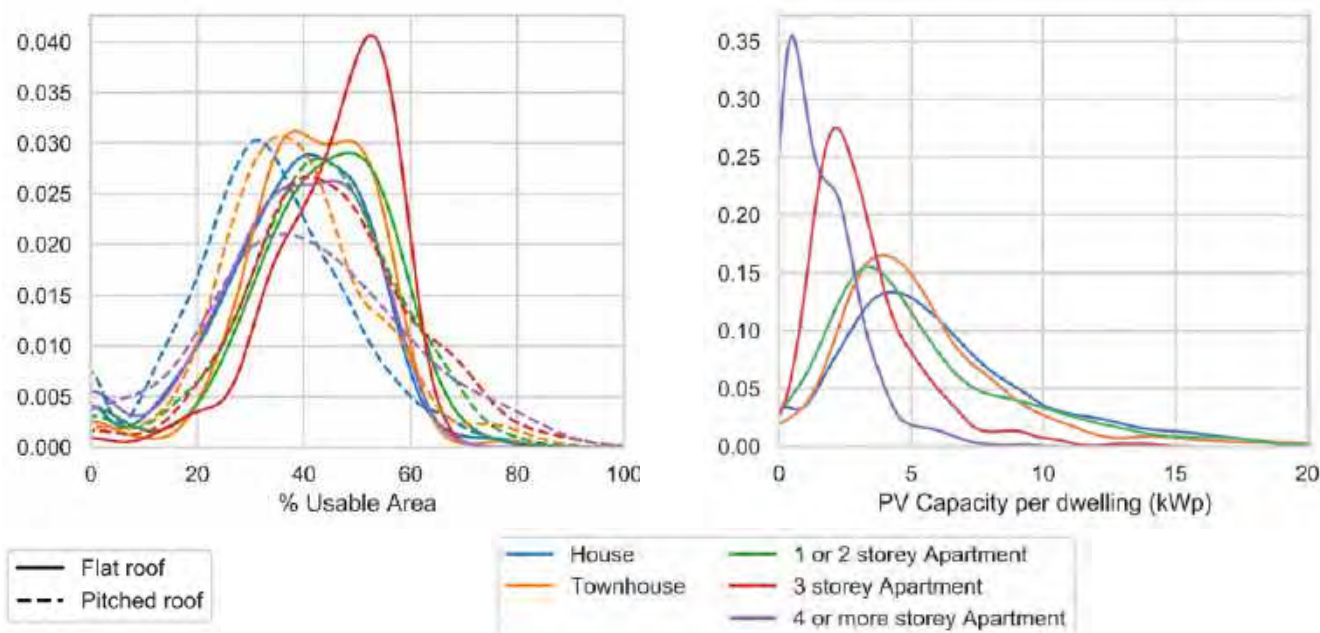 0.040
0.035
0.030
0.025
0.020
0.015
0.010
0.005
0.000
0 20 40 60 80 100
% Usable Area
0.35
0.30
0.25
0.20
0.15
0.10
0.05
0.00
0 5 10 15 20
PV Capacity per dwelling (kWp)
Flat roof
Pitched roof
House
Townhouse
1 or 2 storey Apartment
3 storey Apartment
4 or more storey Apartment